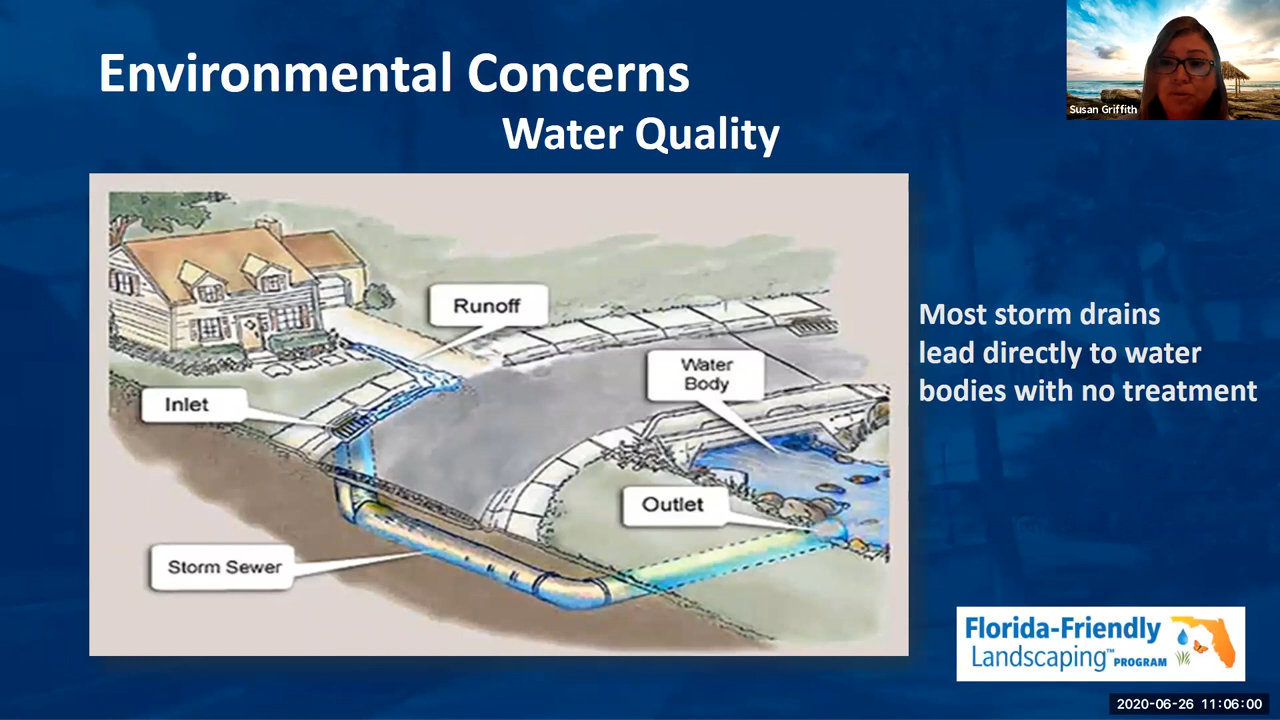 Environmental Concerns
Water Quality
Susan Griffith
Runoff
Water
Body
Inlet
Outlet
Storm Sewer
Most storm drains
lead directly to water
bodies with no treatment
Florida-Friendly
Landscaping™ PROGRAM
2020-06-26 11:06:00